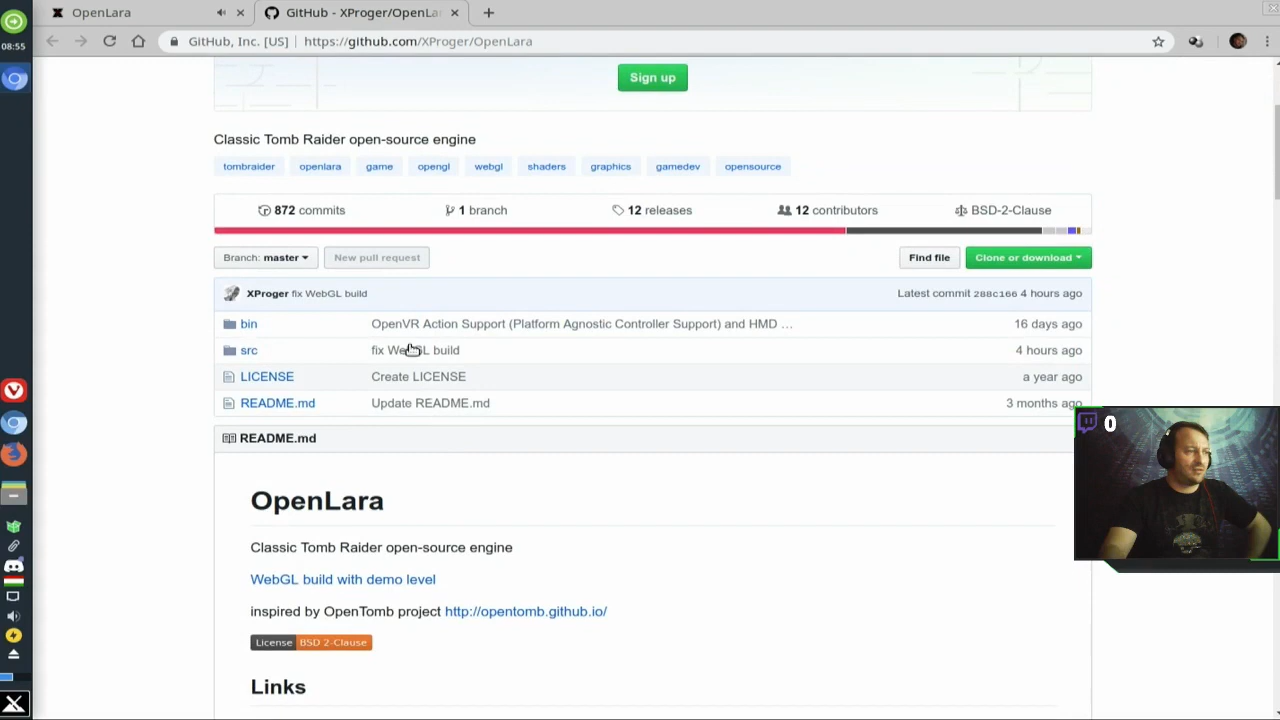 OpenLara
GitHub - XProger/OpenLa
08:55
GitHub, Inc. [US] https://github.com/XProger/OpenLara
Sign up
Classic Tomb Raider open-source engine
tombraider openlara game opengl webgl shaders graphics gamedev opensource
872 commits 1 branch 12 releases 12 contributors BSD-2-Clause
Branch: master New pull request Find file Clone or download
XProger fix WebGL build Latest commit 288c166 4 hours ago
bin OpenVR Action Support (Platform Agnostic Controller Support) and HMD … 16 days ago
src fix WebGL build 4 hours ago
LICENSE Create LICENSE a year ago
README.md Update README.md 3 months ago
0
README.md
OpenLara
Classic Tomb Raider open-source engine
WebGL build with demo level
inspired by OpenTomb project http://opentomb.github.io/
License BSD 2-Clause
Links